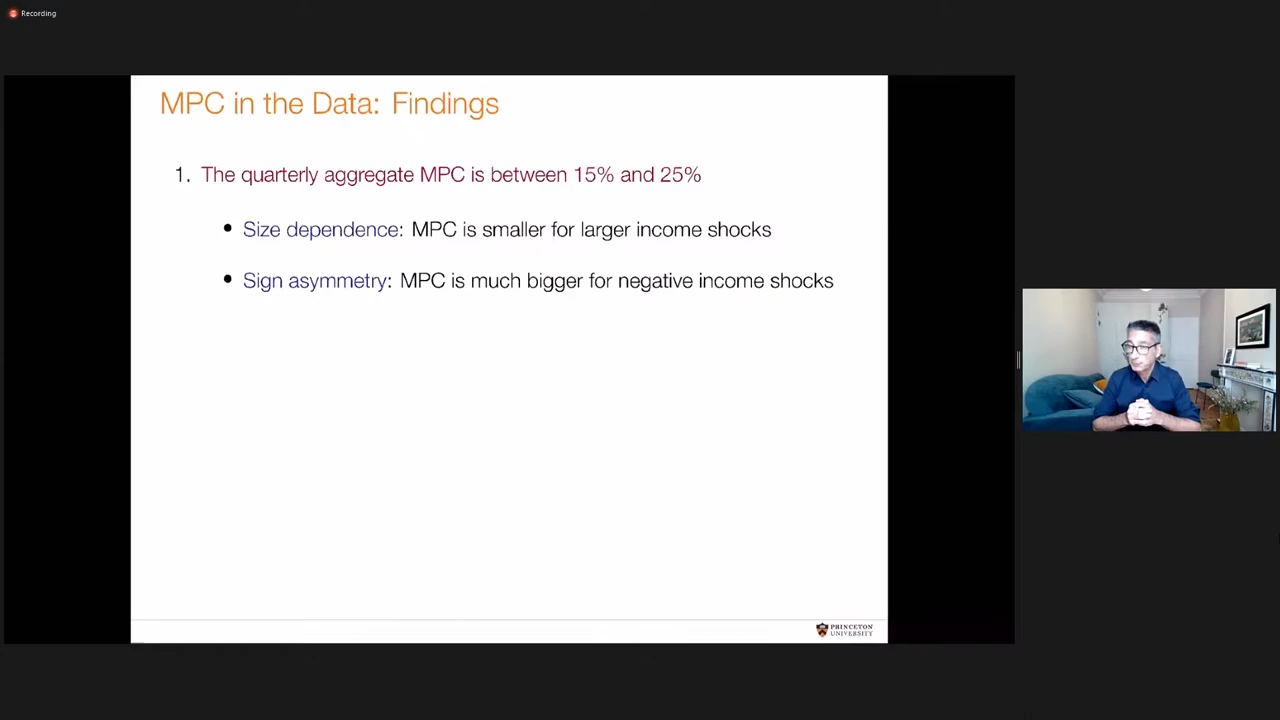 Recording
MPC in the Data: Findings
1. The quarterly aggregate MPC is between 15% and 25%
• Size dependence: MPC is smaller for larger income shocks
• Sign asymmetry: MPC is much bigger for negative income shocks
PRINCETON
UNIVERSITY